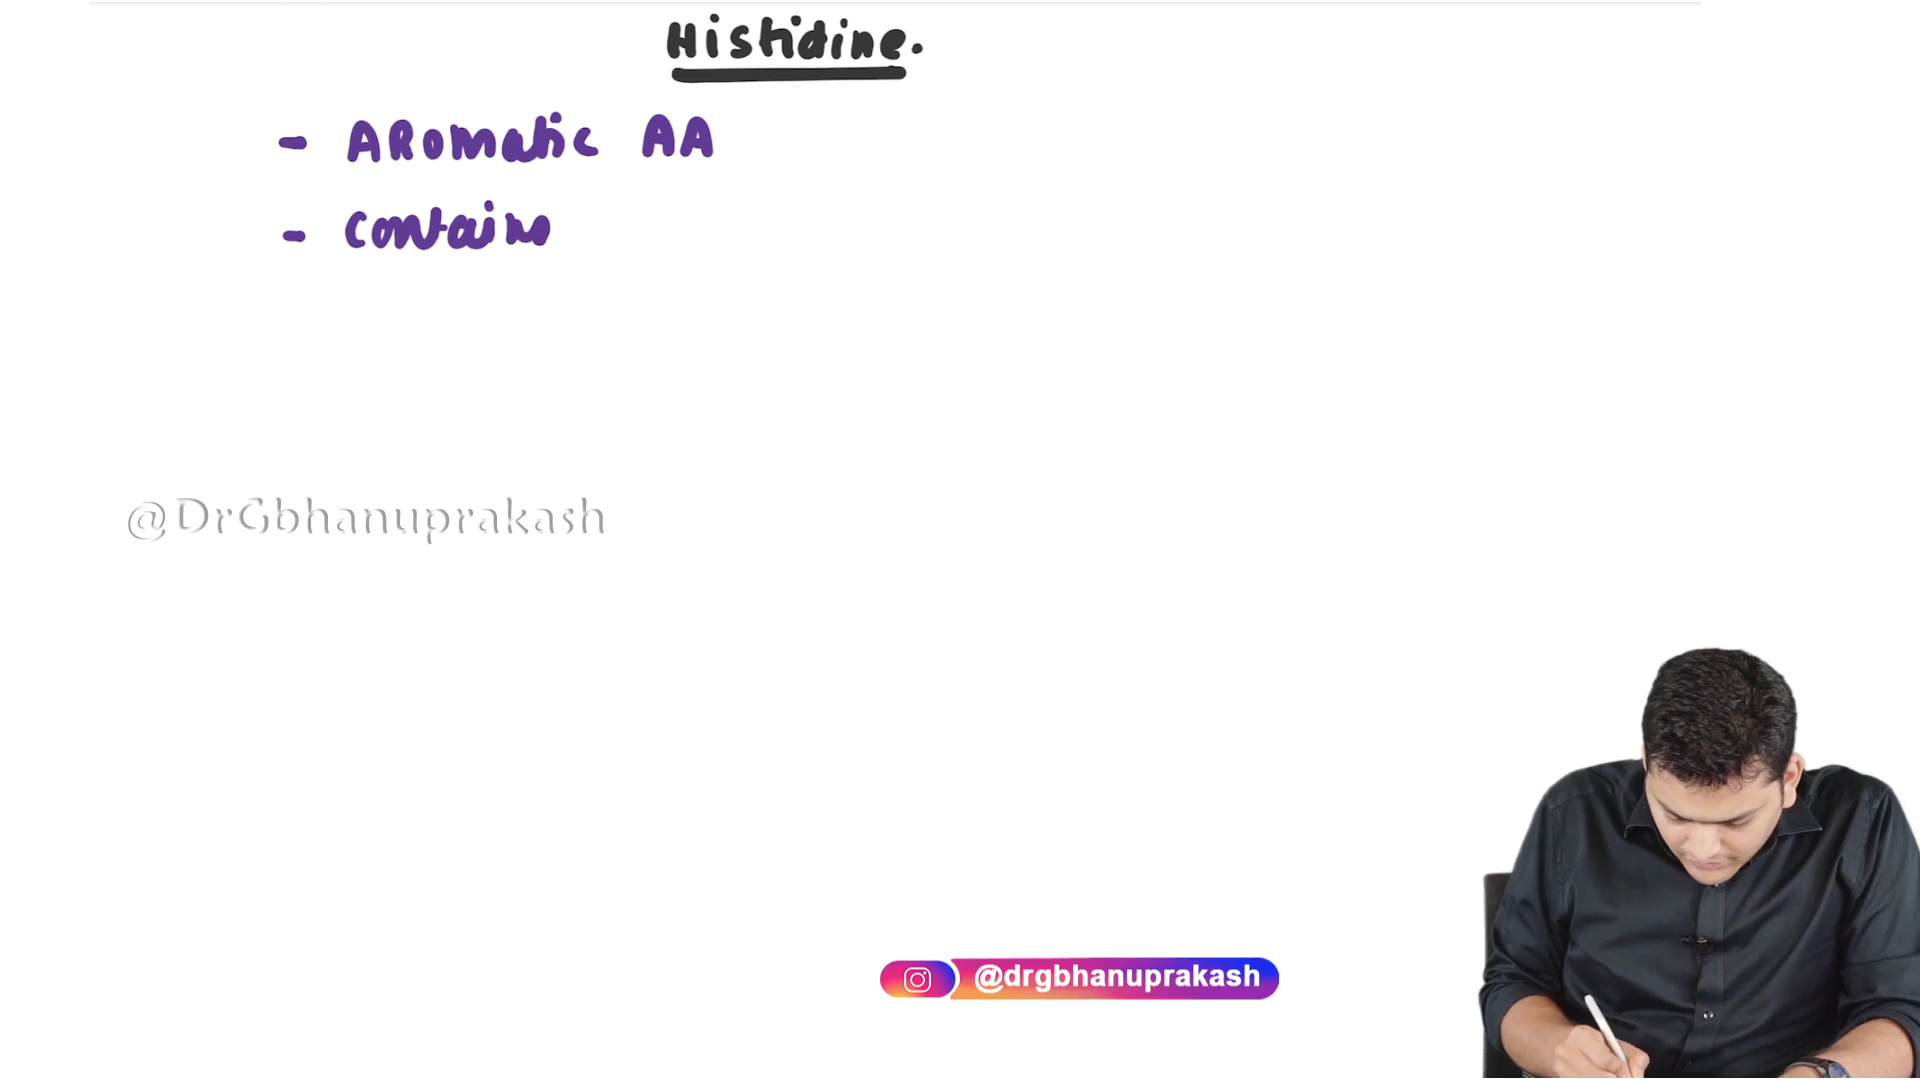 Histidine.
- ARomatic AA
- Contains
@DrGbhanuprakash
@drgbhanuprakash